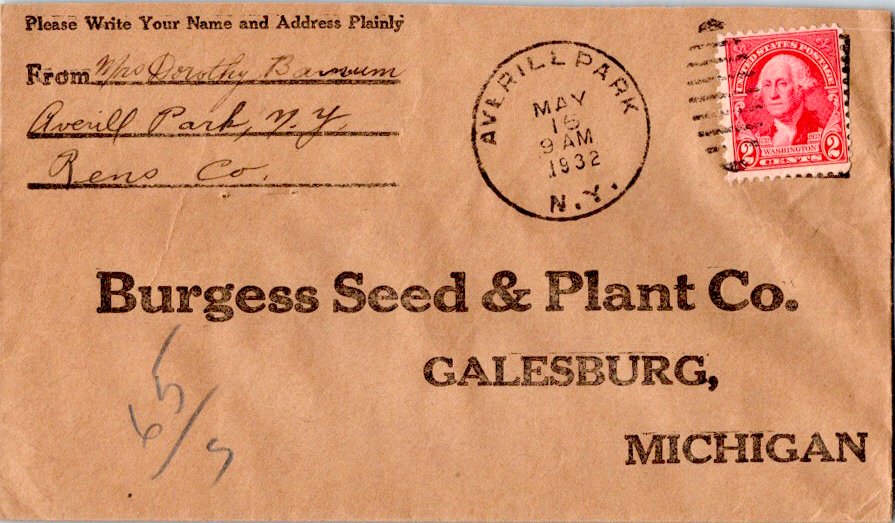 Please Write Your Name and Address Plainly
From Mrs Dorothy Barnum
Averill Park, N.Y,
Rens Co.
AVERILL PARK
MAY
16
9 AM
1932
N.Y.
UNITED STATES POSTAGE
WASHINGTON
2 CENTS 2
Burgess Seed & Plant Co.
GALESBURG,
MICHIGAN